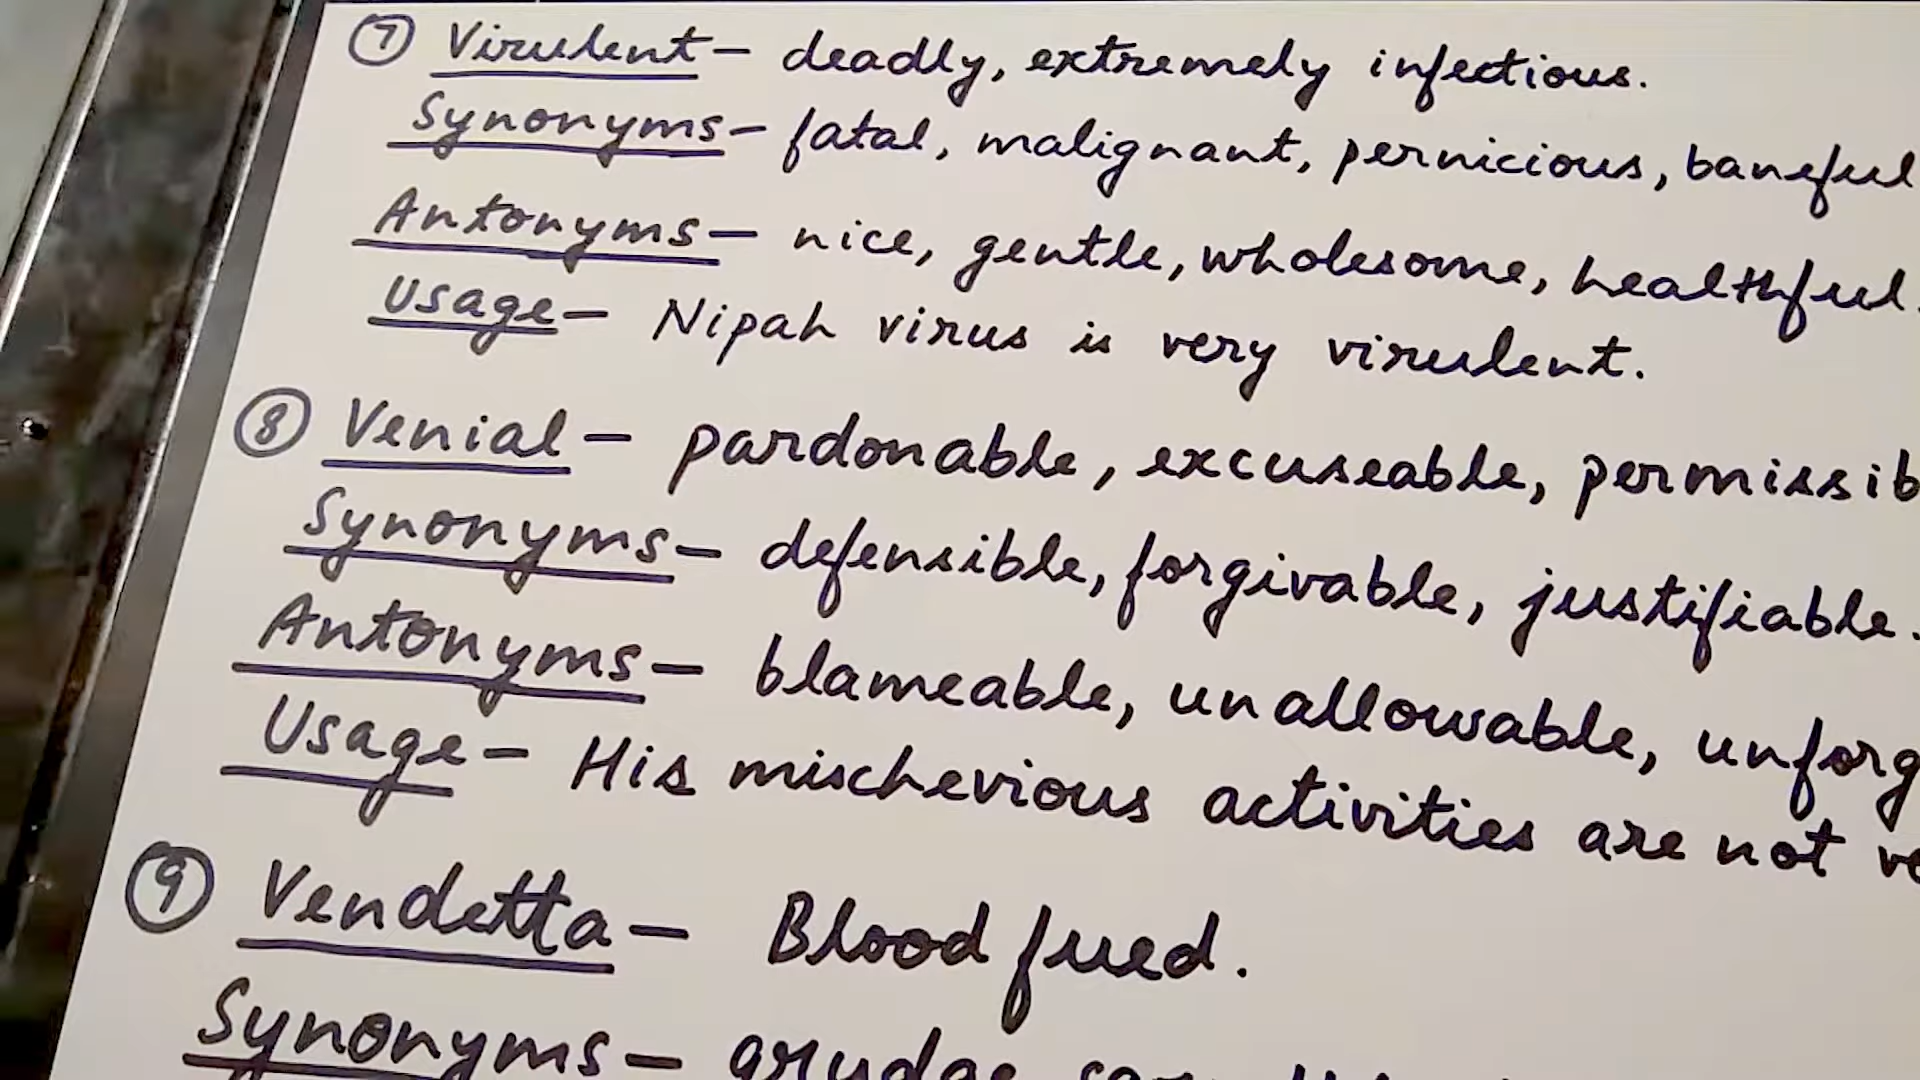 ⑦ Virulent – deadly, extremely infectious.
Synonyms – fatal, malignant, pernicious, baneful
Antonyms – nice, gentle, wholesome, healthful.
Usage – Nipah virus is very virulent.
⑧ Venial – pardonable, excuseable, permissib
Synonyms – defensible, forgivable, justifiable.
Antonyms – blameable, unallowable, unforg
Usage – His mischevious activities are not ve
⑨ Vendetta – Blood fued.
Synonyms – grudge